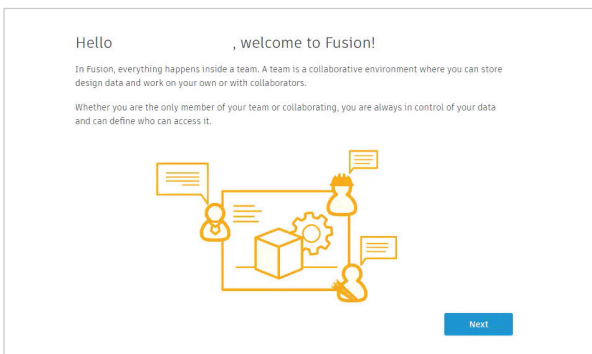 Hello , welcome to Fusion!
In Fusion, everything happens inside a team. A team is a collaborative environment where you can store
design data and work on your own or with collaborators.
Whether you are the only member of your team or collaborating, you are always in control of your data
and can define who can access it.
Next